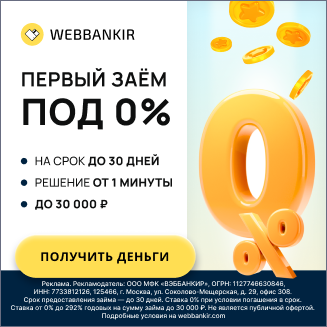 WEBBANKIR
ПЕРВЫЙ ЗАЁМ
ПОД 0%
НА СРОК ДО 30 ДНЕЙ
РЕШЕНИЕ ОТ 1 МИНУТЫ
ДО 30 000 ₽
0%
ПОЛУЧИТЬ ДЕНЬГИ
Реклама. Рекламодатель: ООО МФК «ВЭББАНКИР», ОГРН: 1127746630846,
ИНН: 7733812126, 125466, г. Москва, ул. Соколово-Мещерская, д. 29, офис 308.
Срок предоставления займа — до 30 дней. Ставка 0% при условии погашения в срок.
Ставка от 0% до 292% годовых на сумму займа до 30 000 ₽. Не является публичной офертой.
Подробные условия на webbankir.com